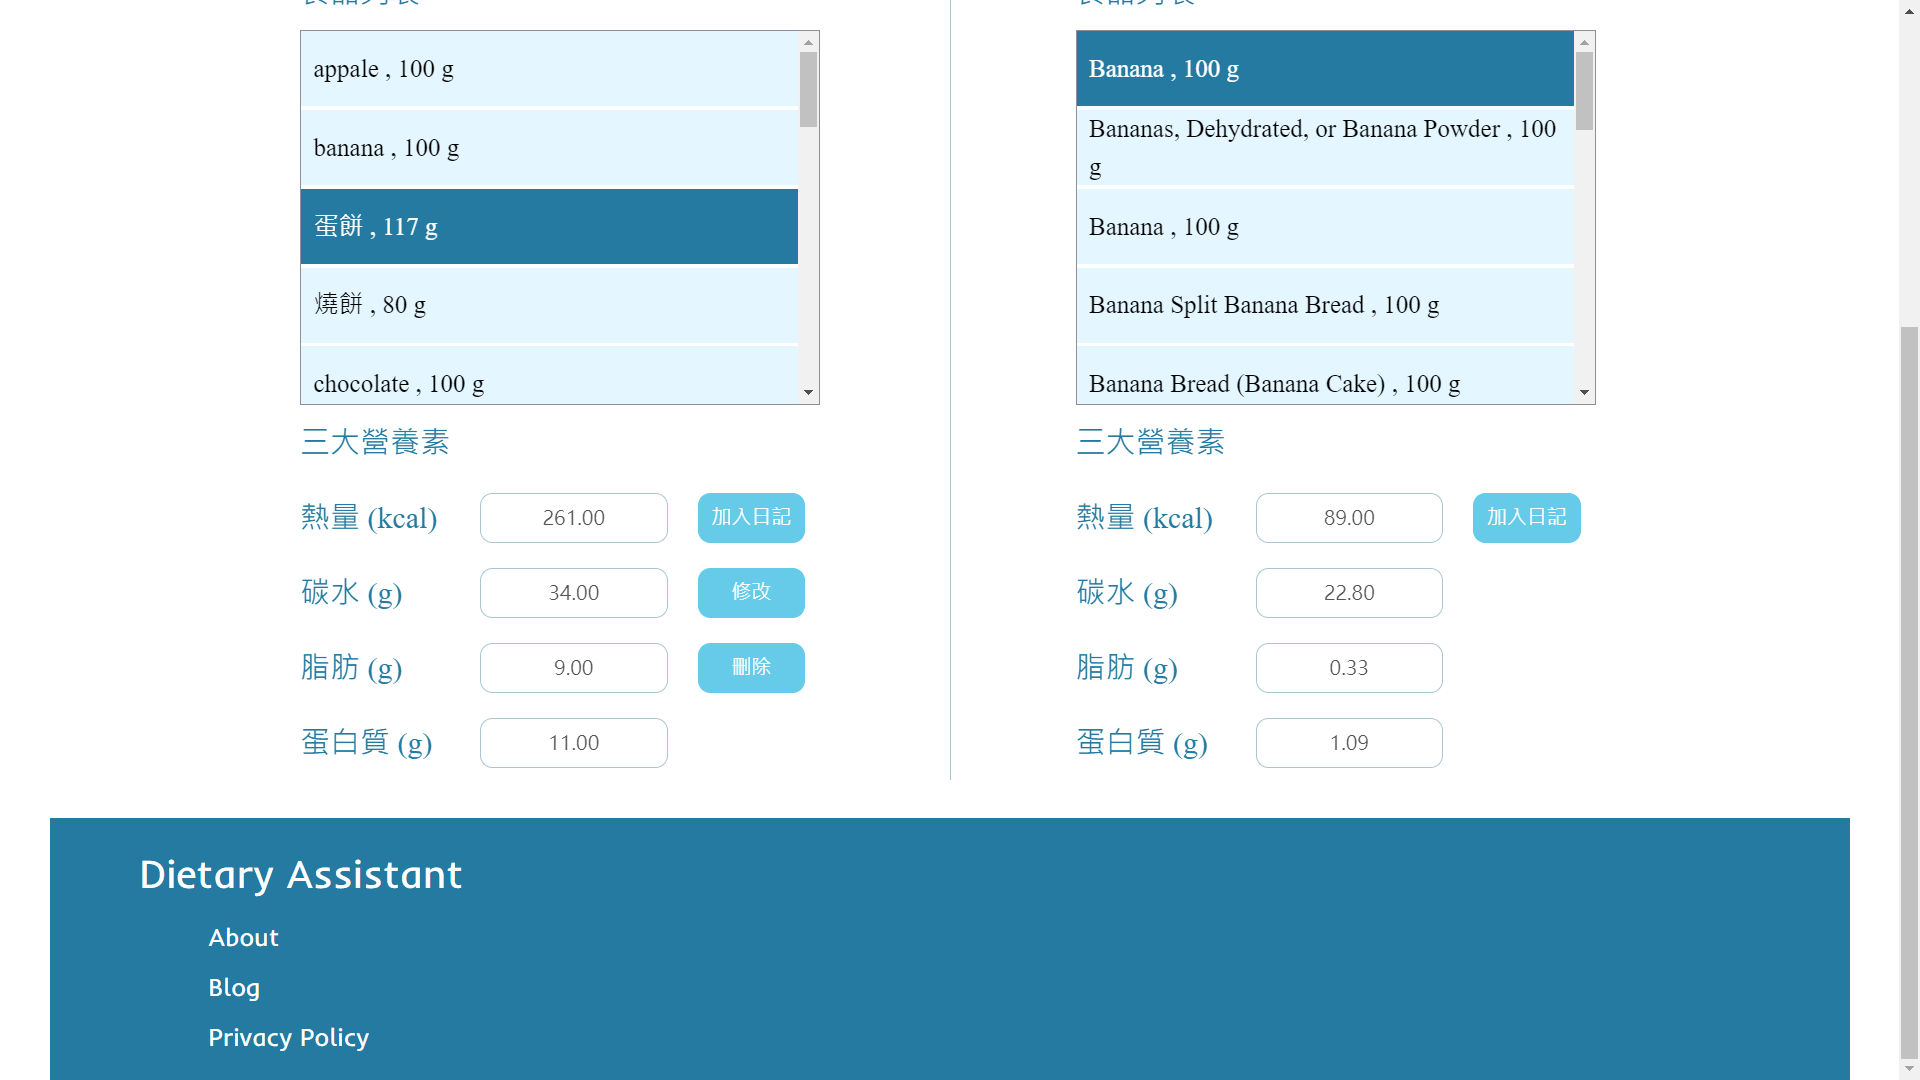 appale , 100 g
banana , 100 g
蛋餅 , 117 g
燒餅 , 80 g
chocolate , 100 g
三大營養素
熱量 (kcal)
261.00
加入日記
碳水 (g)
34.00
修改
脂肪 (g)
9.00
刪除
蛋白質 (g)
11.00
Banana , 100 g
Bananas, Dehydrated, or Banana Powder , 100
g
Banana , 100 g
Banana Split Banana Bread , 100 g
Banana Bread (Banana Cake) , 100 g
三大營養素
熱量 (kcal)
89.00
加入日記
碳水 (g)
22.80
脂肪 (g)
0.33
蛋白質 (g)
1.09
Dietary Assistant
About
Blog
Privacy Policy